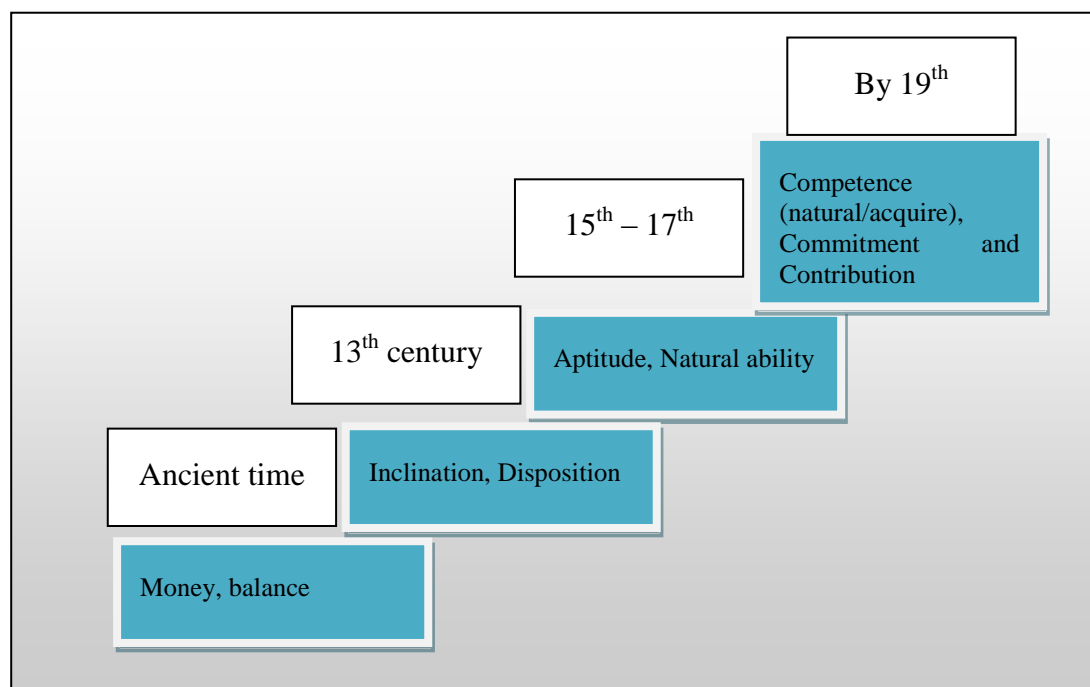 By 19th
Competence
(natural/acquire),
Commitment and
Contribution
15th – 17th
Aptitude, Natural ability
13th century
Inclination, Disposition
Ancient time
Money, balance